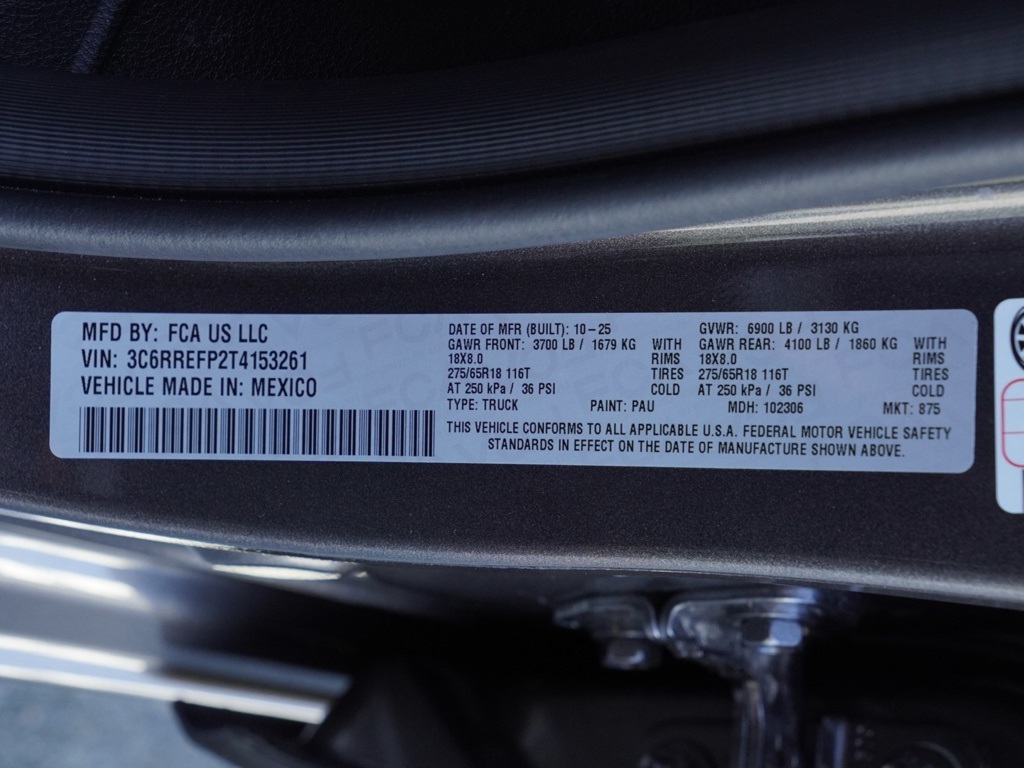 MFD BY: FCA US LLC
VIN: 3C6RREFP2T4153261
VEHICLE MADE IN: MEXICO
DATE OF MFR (BUILT): 10-25 GVWR: 6900 LB / 3130 KG
GAWR FRONT: 3700 LB / 1679 KG WITH GAWR REAR: 4100 LB / 1860 KG WITH
18X8.0 RIMS 18X8.0 RIMS
275/65R18 116T TIRES 275/65R18 116T TIRES
AT 250 kPa / 36 PSI COLD AT 250 kPa / 36 PSI COLD
TYPE: TRUCK PAINT: PAU MDH: 102306 MKT: 875
THIS VEHICLE CONFORMS TO ALL APPLICABLE U.S.A. FEDERAL MOTOR VEHICLE SAFETY
STANDARDS IN EFFECT ON THE DATE OF MANUFACTURE SHOWN ABOVE.